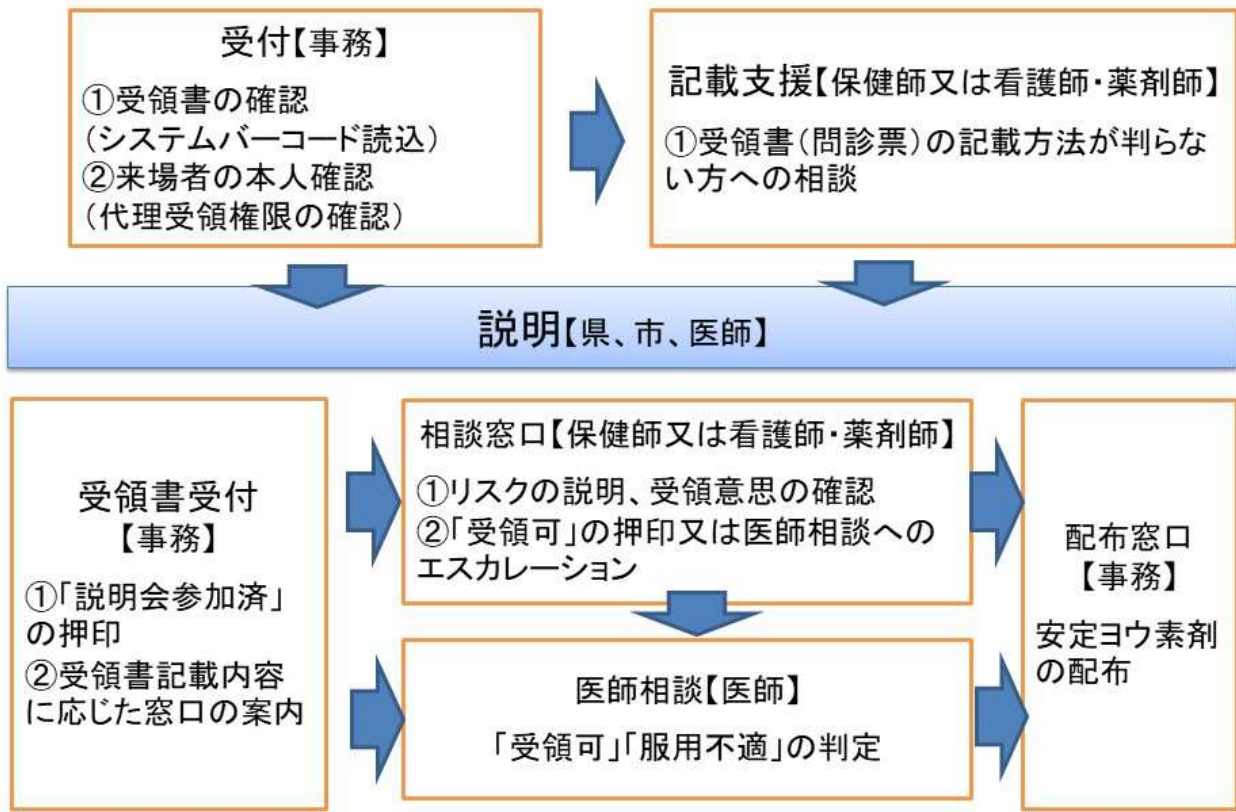 受付【事務】
①受領書の確認
(システムバーコード読込)
②来場者の本人確認
(代理受領権限の確認)
記載支援【保健師又は看護師・薬剤師】
①受領書(問診票)の記載方法が判らな
い方への相談
説明【県、市、医師】
受領書受付
【事務】
①「説明会参加済」
の押印
②受領書記載内容
に応じた窓口の案内
相談窓口【保健師又は看護師・薬剤師】
①リスクの説明、受領意思の確認
②「受領可」の押印又は医師相談への
エスカレーション
医師相談【医師】
「受領可」「服用不適」の判定
配布窓口
【事務】
安定ヨウ素剤
の配布